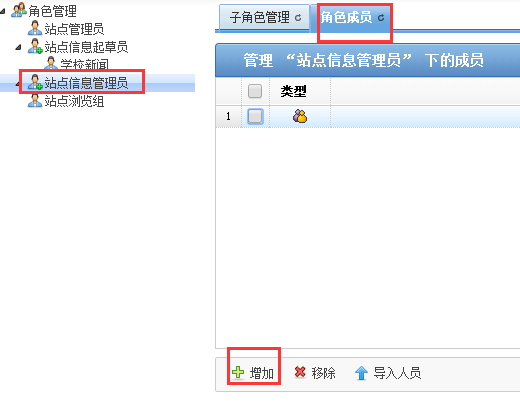 角色管理
站点管理员
站点信息起草员
学校新闻
站点信息管理员
站点浏览组
子角色管理 角色成员
管理 “站点信息管理员” 下的成员
类型
1
增加 移除 导入人员